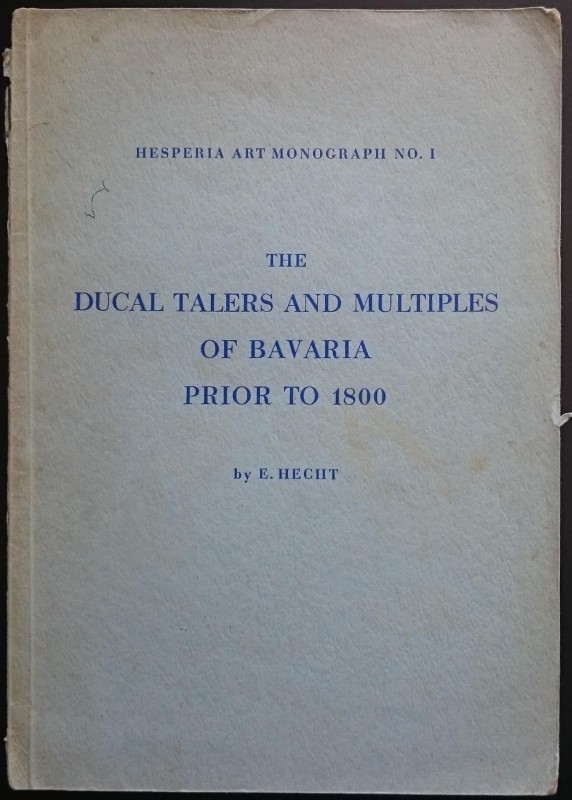 HESPERIA ART MONOGRAPH NO. I
THE
DUCAL TALERS AND MULTIPLES
OF BAVARIA
PRIOR TO 1800
by E. HECHT